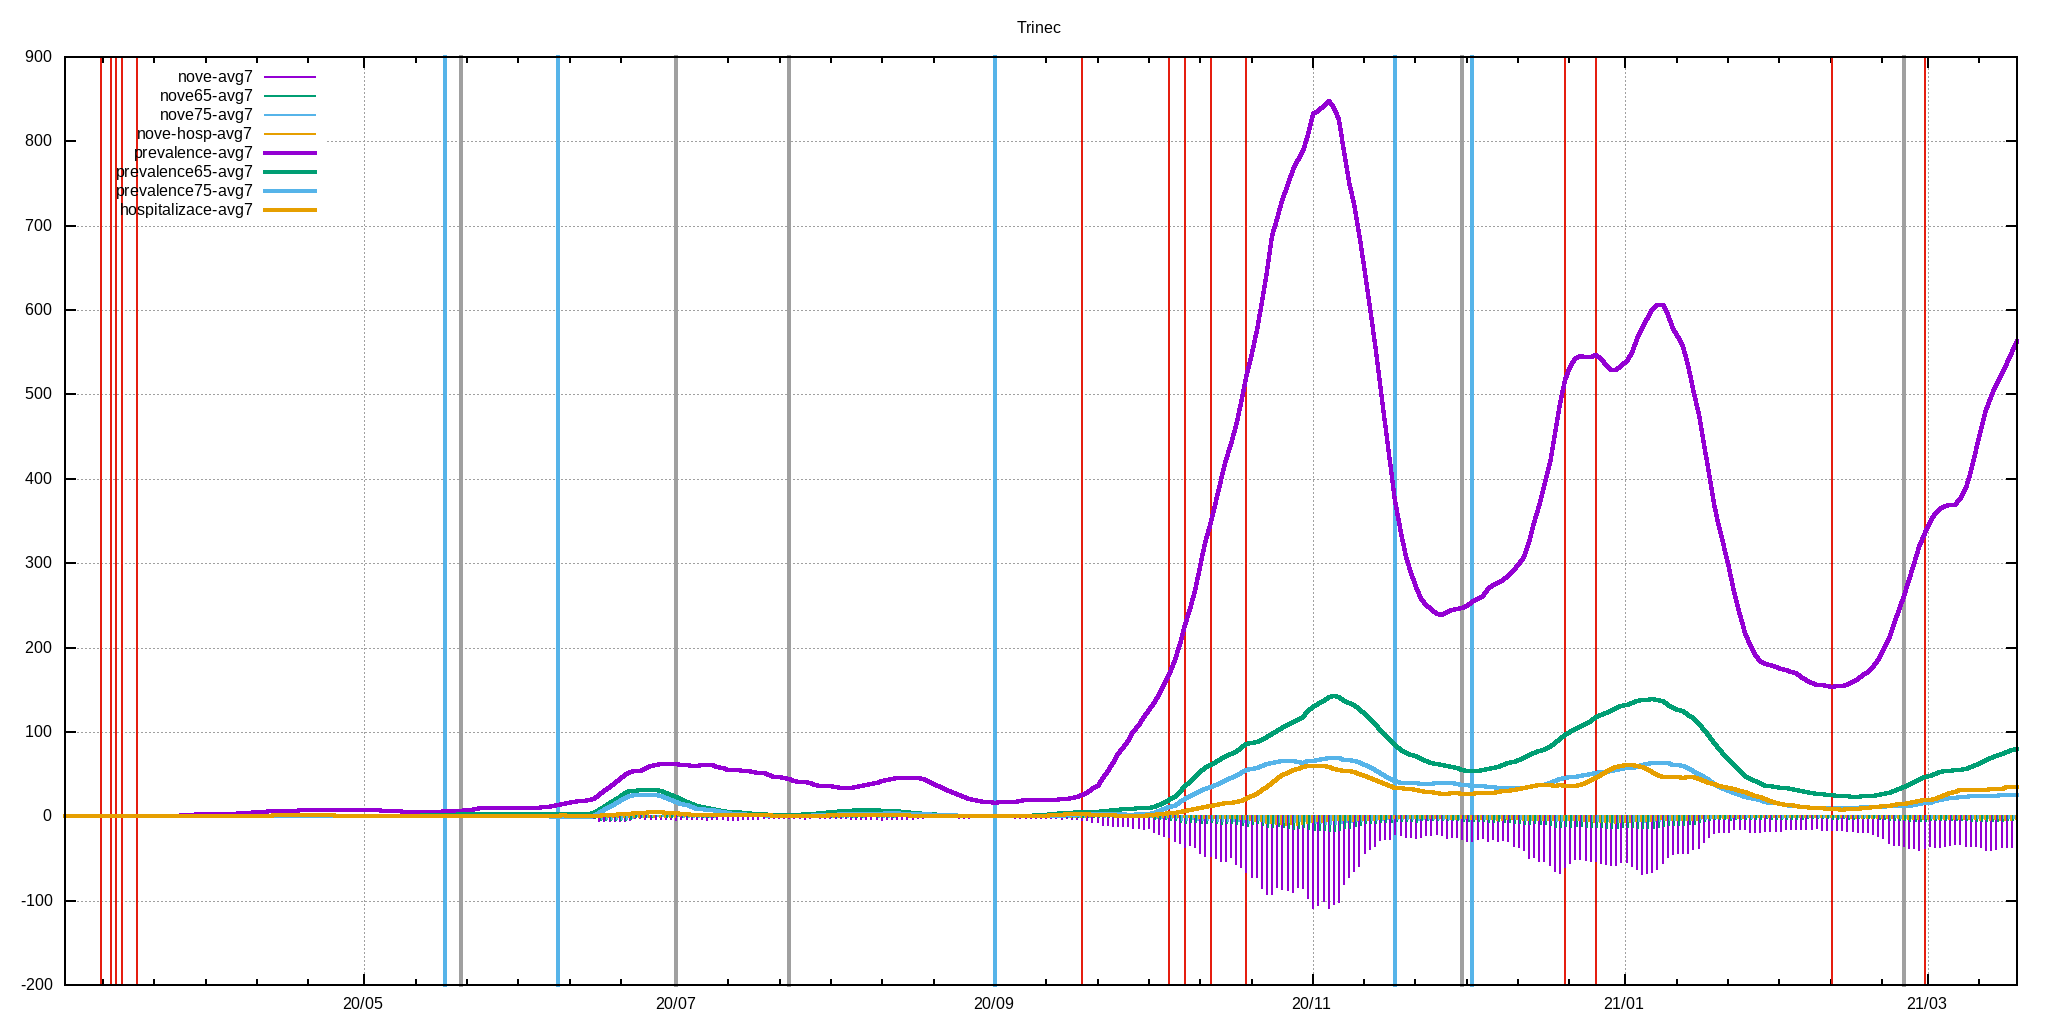 Trinec
900
800
700
600
500
400
300
200
100
0
-100
-200
nove-avg7
nove65-avg7
nove75-avg7
nove-hosp-avg7
prevalence-avg7
prevalence65-avg7
prevalence75-avg7
hospitalizace-avg7
20/05 20/07 20/09 20/11 21/01 21/03